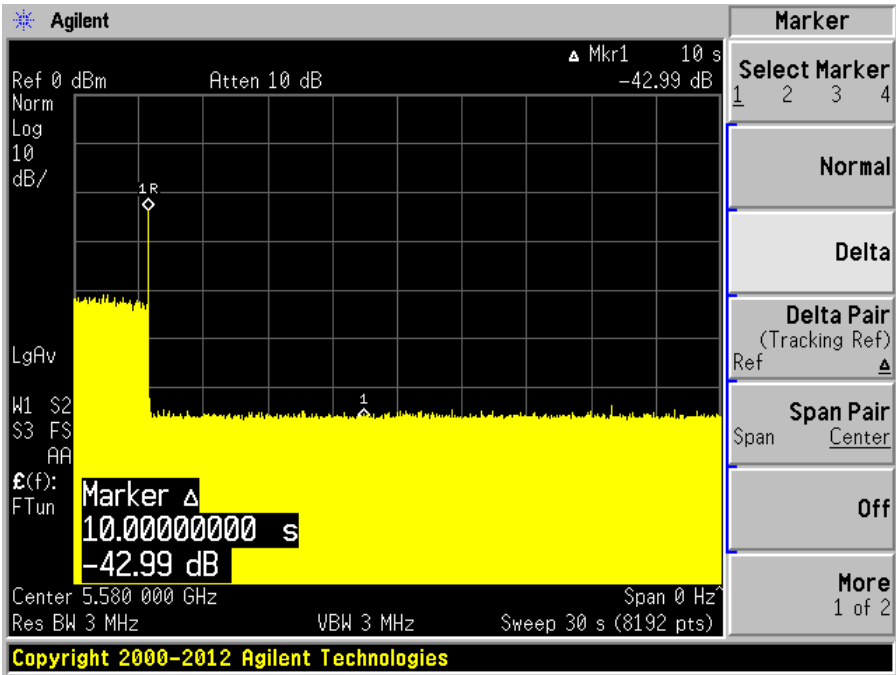 Agilent
Marker
Δ Mkr1 10 s
Ref 0 dBm Atten 10 dB -42.99 dB
Norm
Log
10
dB/
1R
LgAv
1
W1 S2
S3 FS
AA
£(f):
FTun
Marker Δ
10.00000000 s
-42.99 dB
Center 5.580 000 GHz Span 0 Hz^
Res BW 3 MHz VBW 3 MHz Sweep 30 s (8192 pts)
Copyright 2000-2012 Agilent Technologies
Select Marker
1 2 3 4
Normal
Delta
Delta Pair
(Tracking Ref)
Ref Δ
Span Pair
Span Center
Off
More
1 of 2